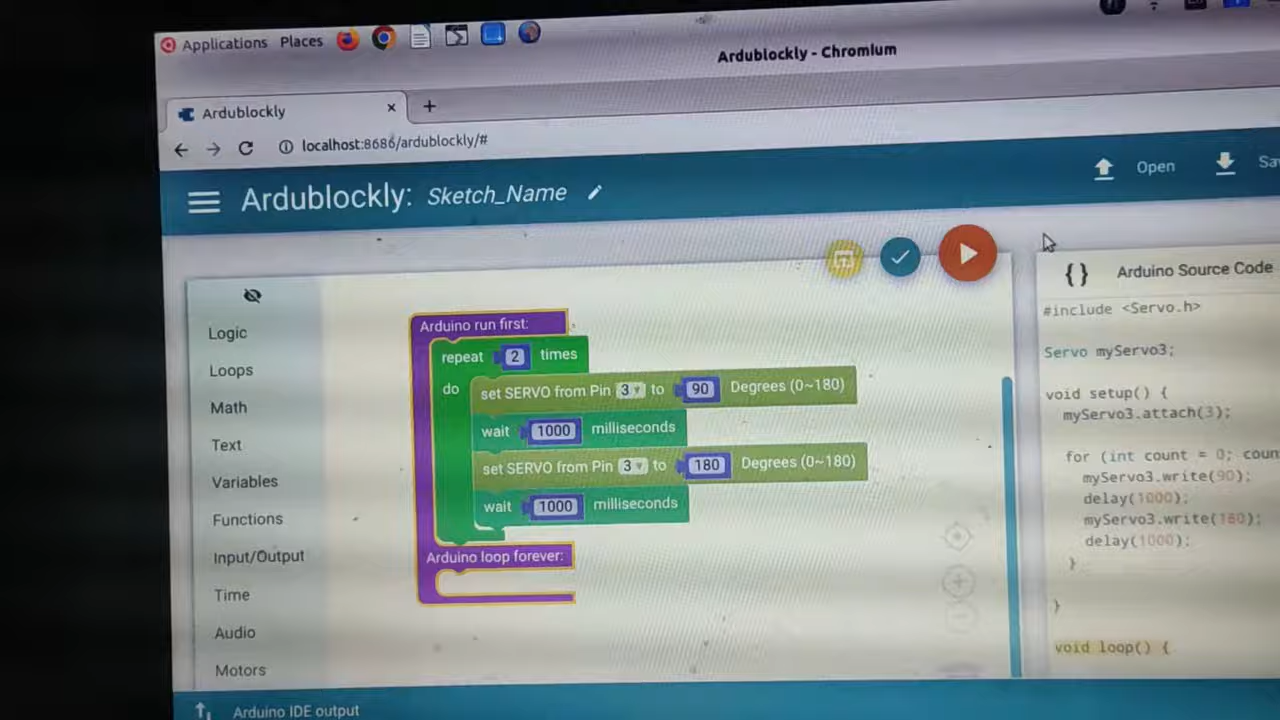 Applications Places
Ardublockly - Chromium
Ardublockly × +
localhost:8686/ardublockly/#
Ardublockly: Sketch_Name
Open
Logic
Loops
Math
Text
Variables
Functions
Input/Output
Time
Audio
Motors
Arduino run first:
repeat 2 times
do
set SERVO from Pin 3 to 90 Degrees (0~180)
wait 1000 milliseconds
set SERVO from Pin 3 to 180 Degrees (0~180)
wait 1000 milliseconds
Arduino loop forever:
{ } Arduino Source Code
#include <Servo.h>
Servo myServo3;
void setup() {
myServo3.attach(3);
for (int count = 0; coun
myServo3.write(90);
delay(1000);
myServo3.write(180);
delay(1000);
}
}
void loop() {
Arduino IDE output